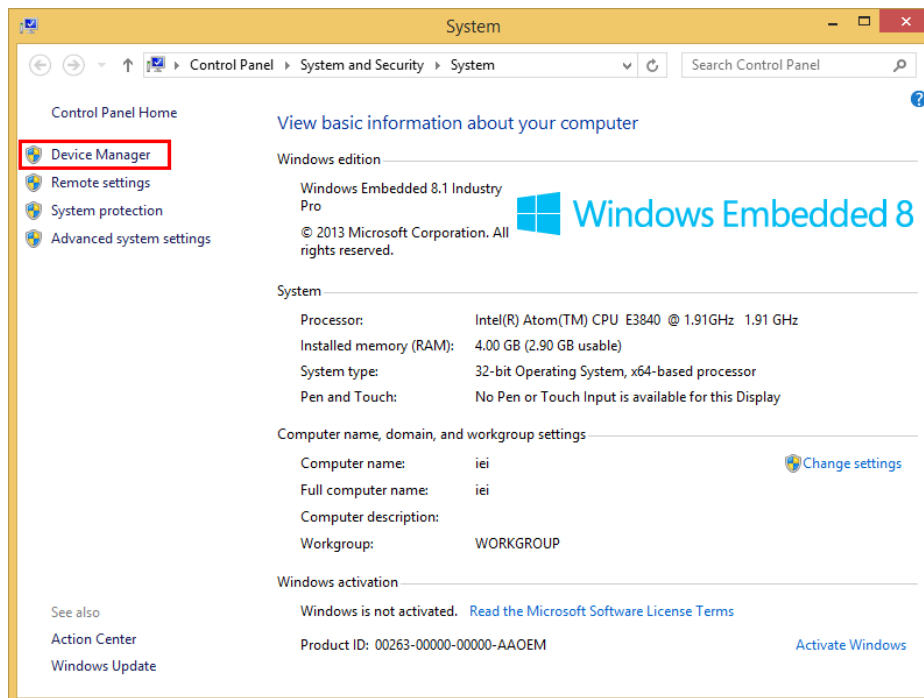 System
Control Panel System and Security System
Search Control Panel
Control Panel Home
Device Manager
Remote settings
System protection
Advanced system settings
See also
Action Center
Windows Update
?
View basic information about your computer
Windows edition
Windows Embedded 8.1 Industry
Pro
© 2013 Microsoft Corporation. All
rights reserved.
Windows Embedded 8
System
Processor: Intel(R) Atom(TM) CPU E3840 @ 1.91GHz 1.91 GHz
Installed memory (RAM): 4.00 GB (2.90 GB usable)
System type: 32-bit Operating System, x64-based processor
Pen and Touch: No Pen or Touch Input is available for this Display
Computer name, domain, and workgroup settings
Computer name: iei Change settings
Full computer name: iei
Computer description:
Workgroup: WORKGROUP
Windows activation
Windows is not activated. Read the Microsoft Software License Terms
Product ID: 00263-00000-00000-AAOEM Activate Windows